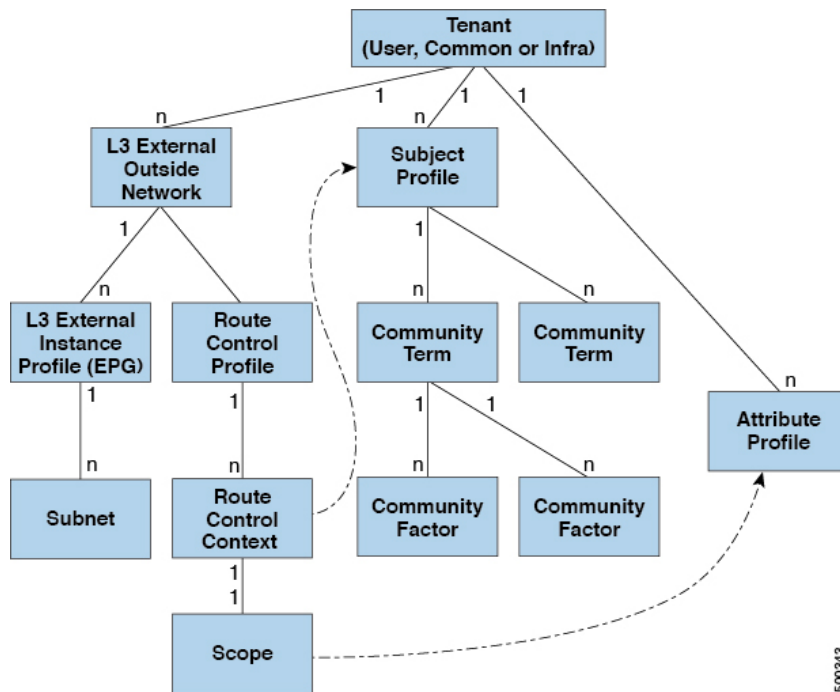 Tenant
(User, Common or Infra)
1
1
1
n
n
L3 External
Outside
Network
Subject
Profile
1
1
n
n
n
L3 External
Instance
Profile (EPG)
Route
Control
Profile
Community
Term
Community
Term
n
1
1
1
1
Attribute
Profile
n
n
n
n
Subnet
Route
Control
Context
Community
Factor
Community
Factor
1
1
Scope